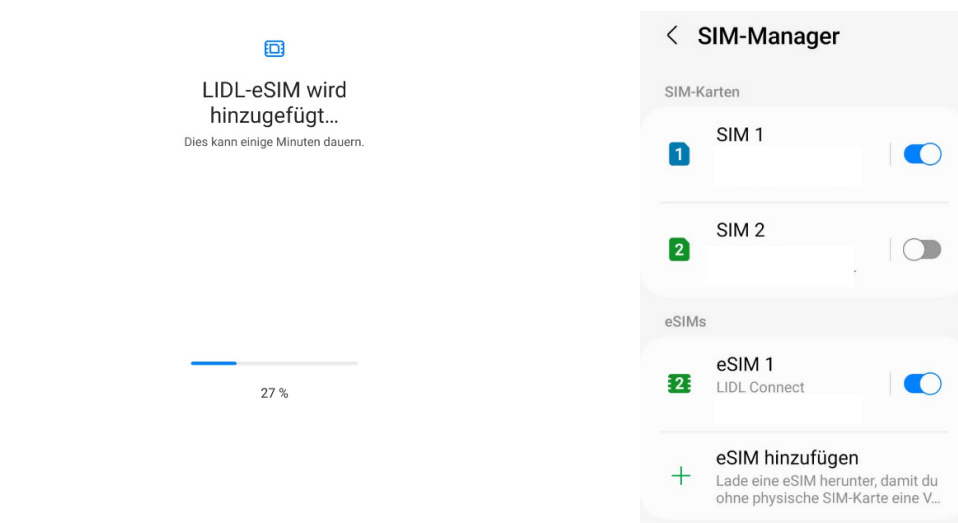 LIDL-eSIM wird
hinzugefügt...
Dies kann einige Minuten dauern.
27 %
SIM-Manager
SIM-Karten
1
SIM 1
2
SIM 2
eSIMs
2
eSIM 1
LIDL Connect
eSIM hinzufügen
Lade eine eSIM herunter, damit du
ohne physische SIM-Karte eine V...